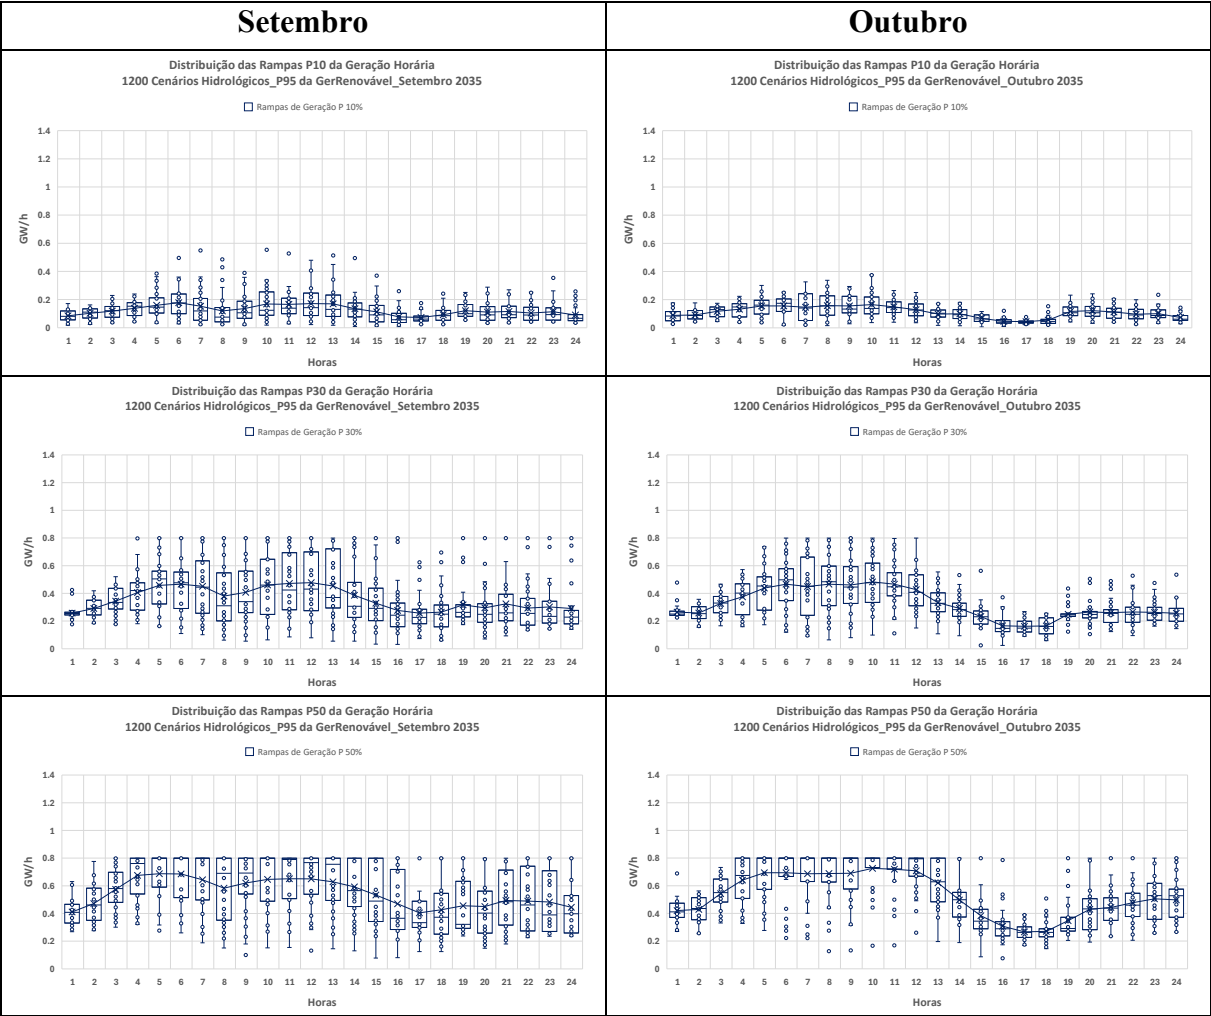 Setembro
Outubro
Distribuição das Rampas P10 da Geração Horária
1200 Cenários Hidrológicos_P95 da GerRenovável_Setembro 2035
Rampas de Geração P 10%
1.4
1.2
1
0.8
0.6
0.4
0.2
0
GW/h
1 2 3 4 5 6 7 8 9 10 11 12 13 14 15 16 17 18 19 20 21 22 23 24
Horas
Distribuição das Rampas P10 da Geração Horária
1200 Cenários Hidrológicos_P95 da GerRenovável_Outubro 2035
Rampas de Geração P 10%
1.4
1.2
1
0.8
0.6
0.4
0.2
0
GW/h
1 2 3 4 5 6 7 8 9 10 11 12 13 14 15 16 17 18 19 20 21 22 23 24
Horas
Distribuição das Rampas P30 da Geração Horária
1200 Cenários Hidrológicos_P95 da GerRenovável_Setembro 2035
Rampas de Geração P 30%
1.4
1.2
1
0.8
0.6
0.4
0.2
0
GW/h
1 2 3 4 5 6 7 8 9 10 11 12 13 14 15 16 17 18 19 20 21 22 23 24
Horas
Distribuição das Rampas P30 da Geração Horária
1200 Cenários Hidrológicos_P95 da GerRenovável_Outubro 2035
Rampas de Geração P 30%
1.4
1.2
1
0.8
0.6
0.4
0.2
0
GW/h
1 2 3 4 5 6 7 8 9 10 11 12 13 14 15 16 17 18 19 20 21 22 23 24
Horas
Distribuição das Rampas P50 da Geração Horária
1200 Cenários Hidrológicos_P95 da GerRenovável_Setembro 2035
Rampas de Geração P 50%
1.4
1.2
1
0.8
0.6
0.4
0.2
0
GW/h
1 2 3 4 5 6 7 8 9 10 11 12 13 14 15 16 17 18 19 20 21 22 23 24
Horas
Distribuição das Rampas P50 da Geração Horária
1200 Cenários Hidrológicos_P95 da GerRenovável_Outubro 2035
Rampas de Geração P 50%
1.4
1.2
1
0.8
0.6
0.4
0.2
0
GW/h
1 2 3 4 5 6 7 8 9 10 11 12 13 14 15 16 17 18 19 20 21 22 23 24
Horas